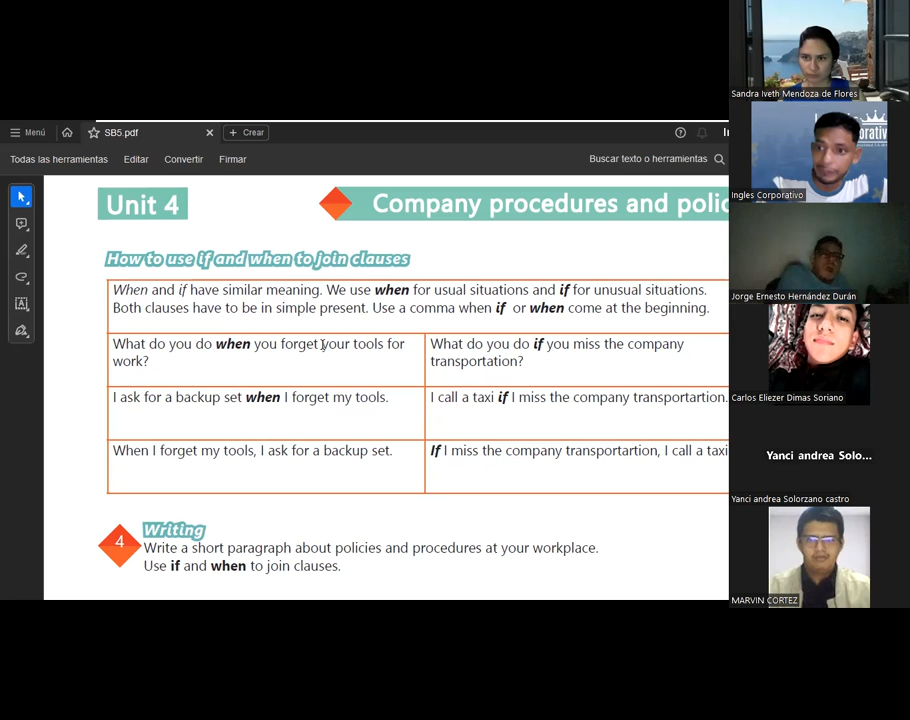 Menú
SB5.pdf
Crear
Todas las herramientas
Editar
Convertir
Firmar
Buscar texto o herramientas
Unit 4
Company procedures and polic
How to use if and when to join clauses
When and if have similar meaning. We use when for usual situations and if for unusual situations.
Both clauses have to be in simple present. Use a comma when if or when come at the beginning.
What do you do when you forget your tools for
work?
What do you do if you miss the company
transportation?
I ask for a backup set when I forget my tools.
I call a taxi if I miss the company transportartion.
When I forget my tools, I ask for a backup set.
If I miss the company transportartion, I call a taxi
4
Writing
Write a short paragraph about policies and procedures at your workplace.
Use if and when to join clauses.
Sandra Iveth Mendoza de Flores
Ingles Corporativo
Jorge Ernesto Hernández Durán
Carlos Eliezer Dimas Soriano
Yanci andrea Solo...
Yanci andrea Solorzano castro
MARVIN CORTEZ